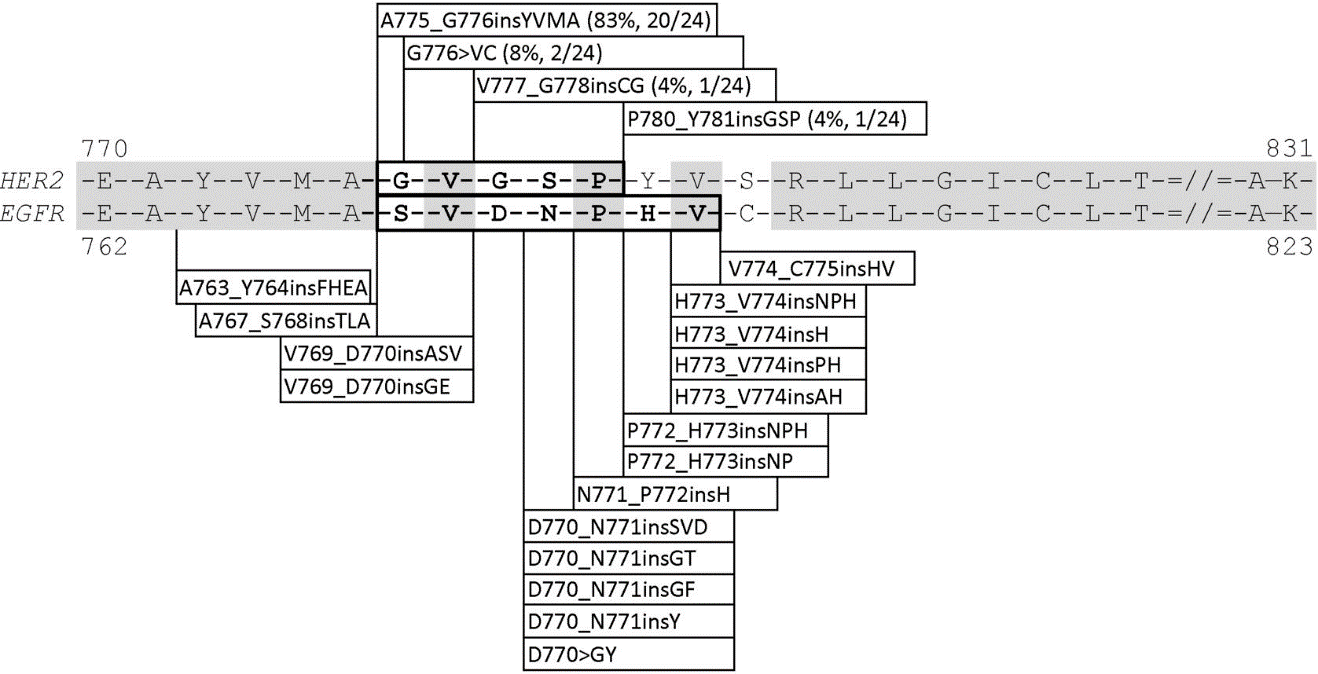 A775_G776insYVMA (83%, 20/24)
G776>VC (8%, 2/24)
V777_G778insCG (4%, 1/24)
P780_Y781insGSP (4%, 1/24)
770 831
HER2 -E--A--Y--V--M--A--G--V--G--S--P--Y--V--S--R--L--L--G--I--C--L--T-=//=-A-K-
EGFR -E--A--Y--V--M--A--S--V--D--N--P--H--V--C--R--L--L--G--I--C--L--T-=//=-A-K-
762 823
V774_C775insHV
A763_Y764insFHEA
H773_V774insNPH
A767_S768insTLA
H773_V774insH
V769_D770insASV
H773_V774insPH
V769_D770insGE
H773_V774insAH
P772_H773insNPH
P772_H773insNP
N771_P772insH
D770_N771insSVD
D770_N771insGT
D770_N771insGF
D770_N771insY
D770>GY